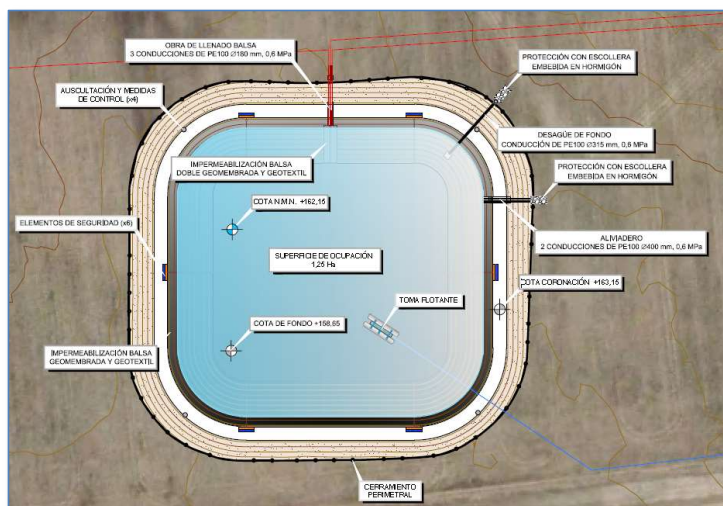 OBRA DE LLENADO BALSA
3 CONDUCCIONES DE PE100 Ø180 mm, 0,6 MPa
PROTECCIÓN CON ESCOLLERA
EMBEBIDA EN HORMIGÓN
AUSCULTACIÓN Y MEDIDAS
DE CONTROL (x4)
DESAGÜE DE FONDO
CONDUCCIÓN DE PE100 Ø315 mm, 0,6 MPa
IMPERMEABILIZACIÓN BALSA
DOBLE GEOMEMBRADA Y GEOTEXTIL
PROTECCIÓN CON ESCOLLERA
EMBEBIDA EN HORMIGÓN
COTA N.M.N. +162,15
ELEMENTOS DE SEGURIDAD (x6)
ALIVIADERO
2 CONDUCCIONES DE PE100 Ø400 mm, 0,6 MPa
SUPERFICIE DE OCUPACIÓN
1,25 Ha
COTA CORONACIÓN +163,15
TOMA FLOTANTE
COTA DE FONDO +158,65
IMPERMEABILIZACIÓN BALSA
GEOMEMBRADA Y GEOTEXTIL
CERRAMIENTO
PERIMETRAL